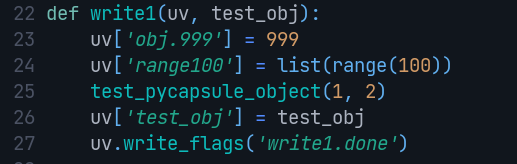 22 def write1(uv, test_obj):
23     uv['obj.999'] = 999
24     uv['range100'] = list(range(100))
25     test_pycapsule_object(1, 2)
26     uv['test_obj'] = test_obj
27     uv.write_flags('write1.done')